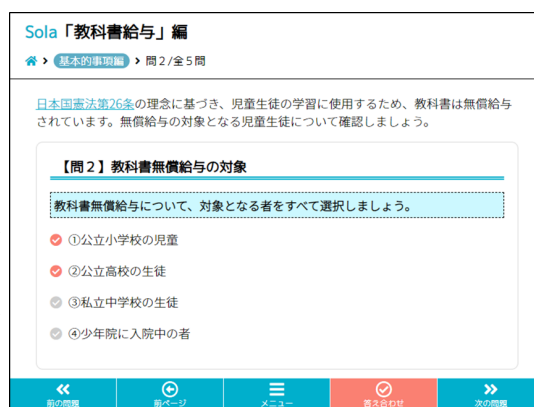 Sola「教科書給与」編
基本的事項編 問２/全５問
日本国憲法第26条の理念に基づき、児童生徒の学習に使用するため、教科書は無償給与
されています。無償給与の対象となる児童生徒について確認しましょう。
【問２】教科書無償給与の対象
教科書無償給与について、対象となる者をすべて選択しましょう。
①公立小学校の児童
②公立高校の生徒
③私立中学校の生徒
④少年院に入院中の者
前の問題 前ページ メニュー 答え合わせ 次の問題